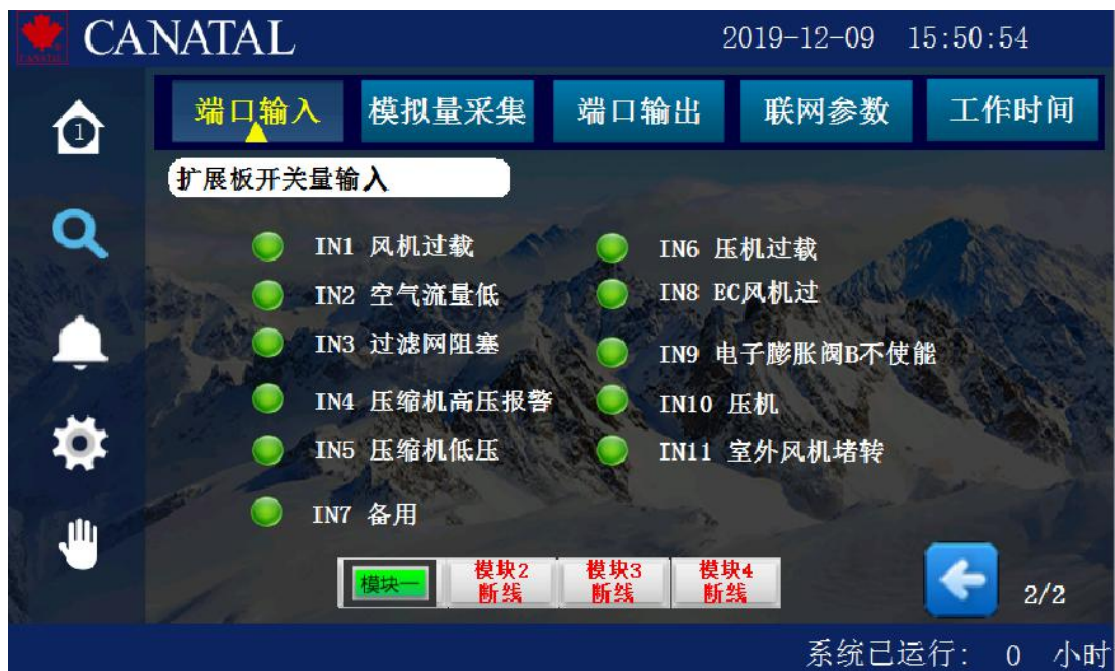 CANATAL 2019-12-09 15:50:54
端口输入 模拟量采集 端口输出 联网参数 工作时间
1
扩展板开关量输入
IN1 风机过载 IN6 压机过载
IN2 空气流量低 IN8 EC风机过
IN3 过滤网阻塞 IN9 电子膨胀阀B不使能
IN4 压缩机高压报警 IN10 压机
IN5 压缩机低压 IN11 室外风机堵转
IN7 备用
模块一 模块2 模块3 模块4
断线 断线 断线
2/2
系统已运行: 0 小时